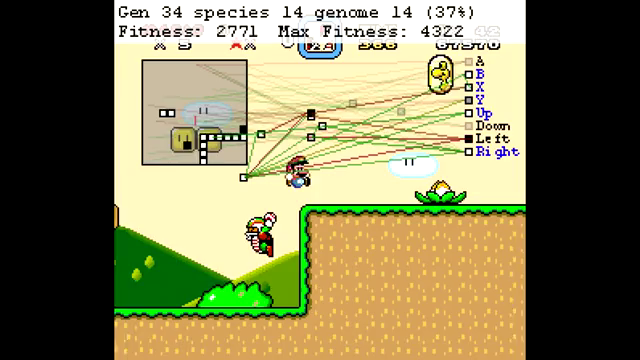 Gen 34 species 14 genome 14 (37%)
Fitness: 2771 Max Fitness: 4322
A
B
X
Y
Up
Down
Left
Right